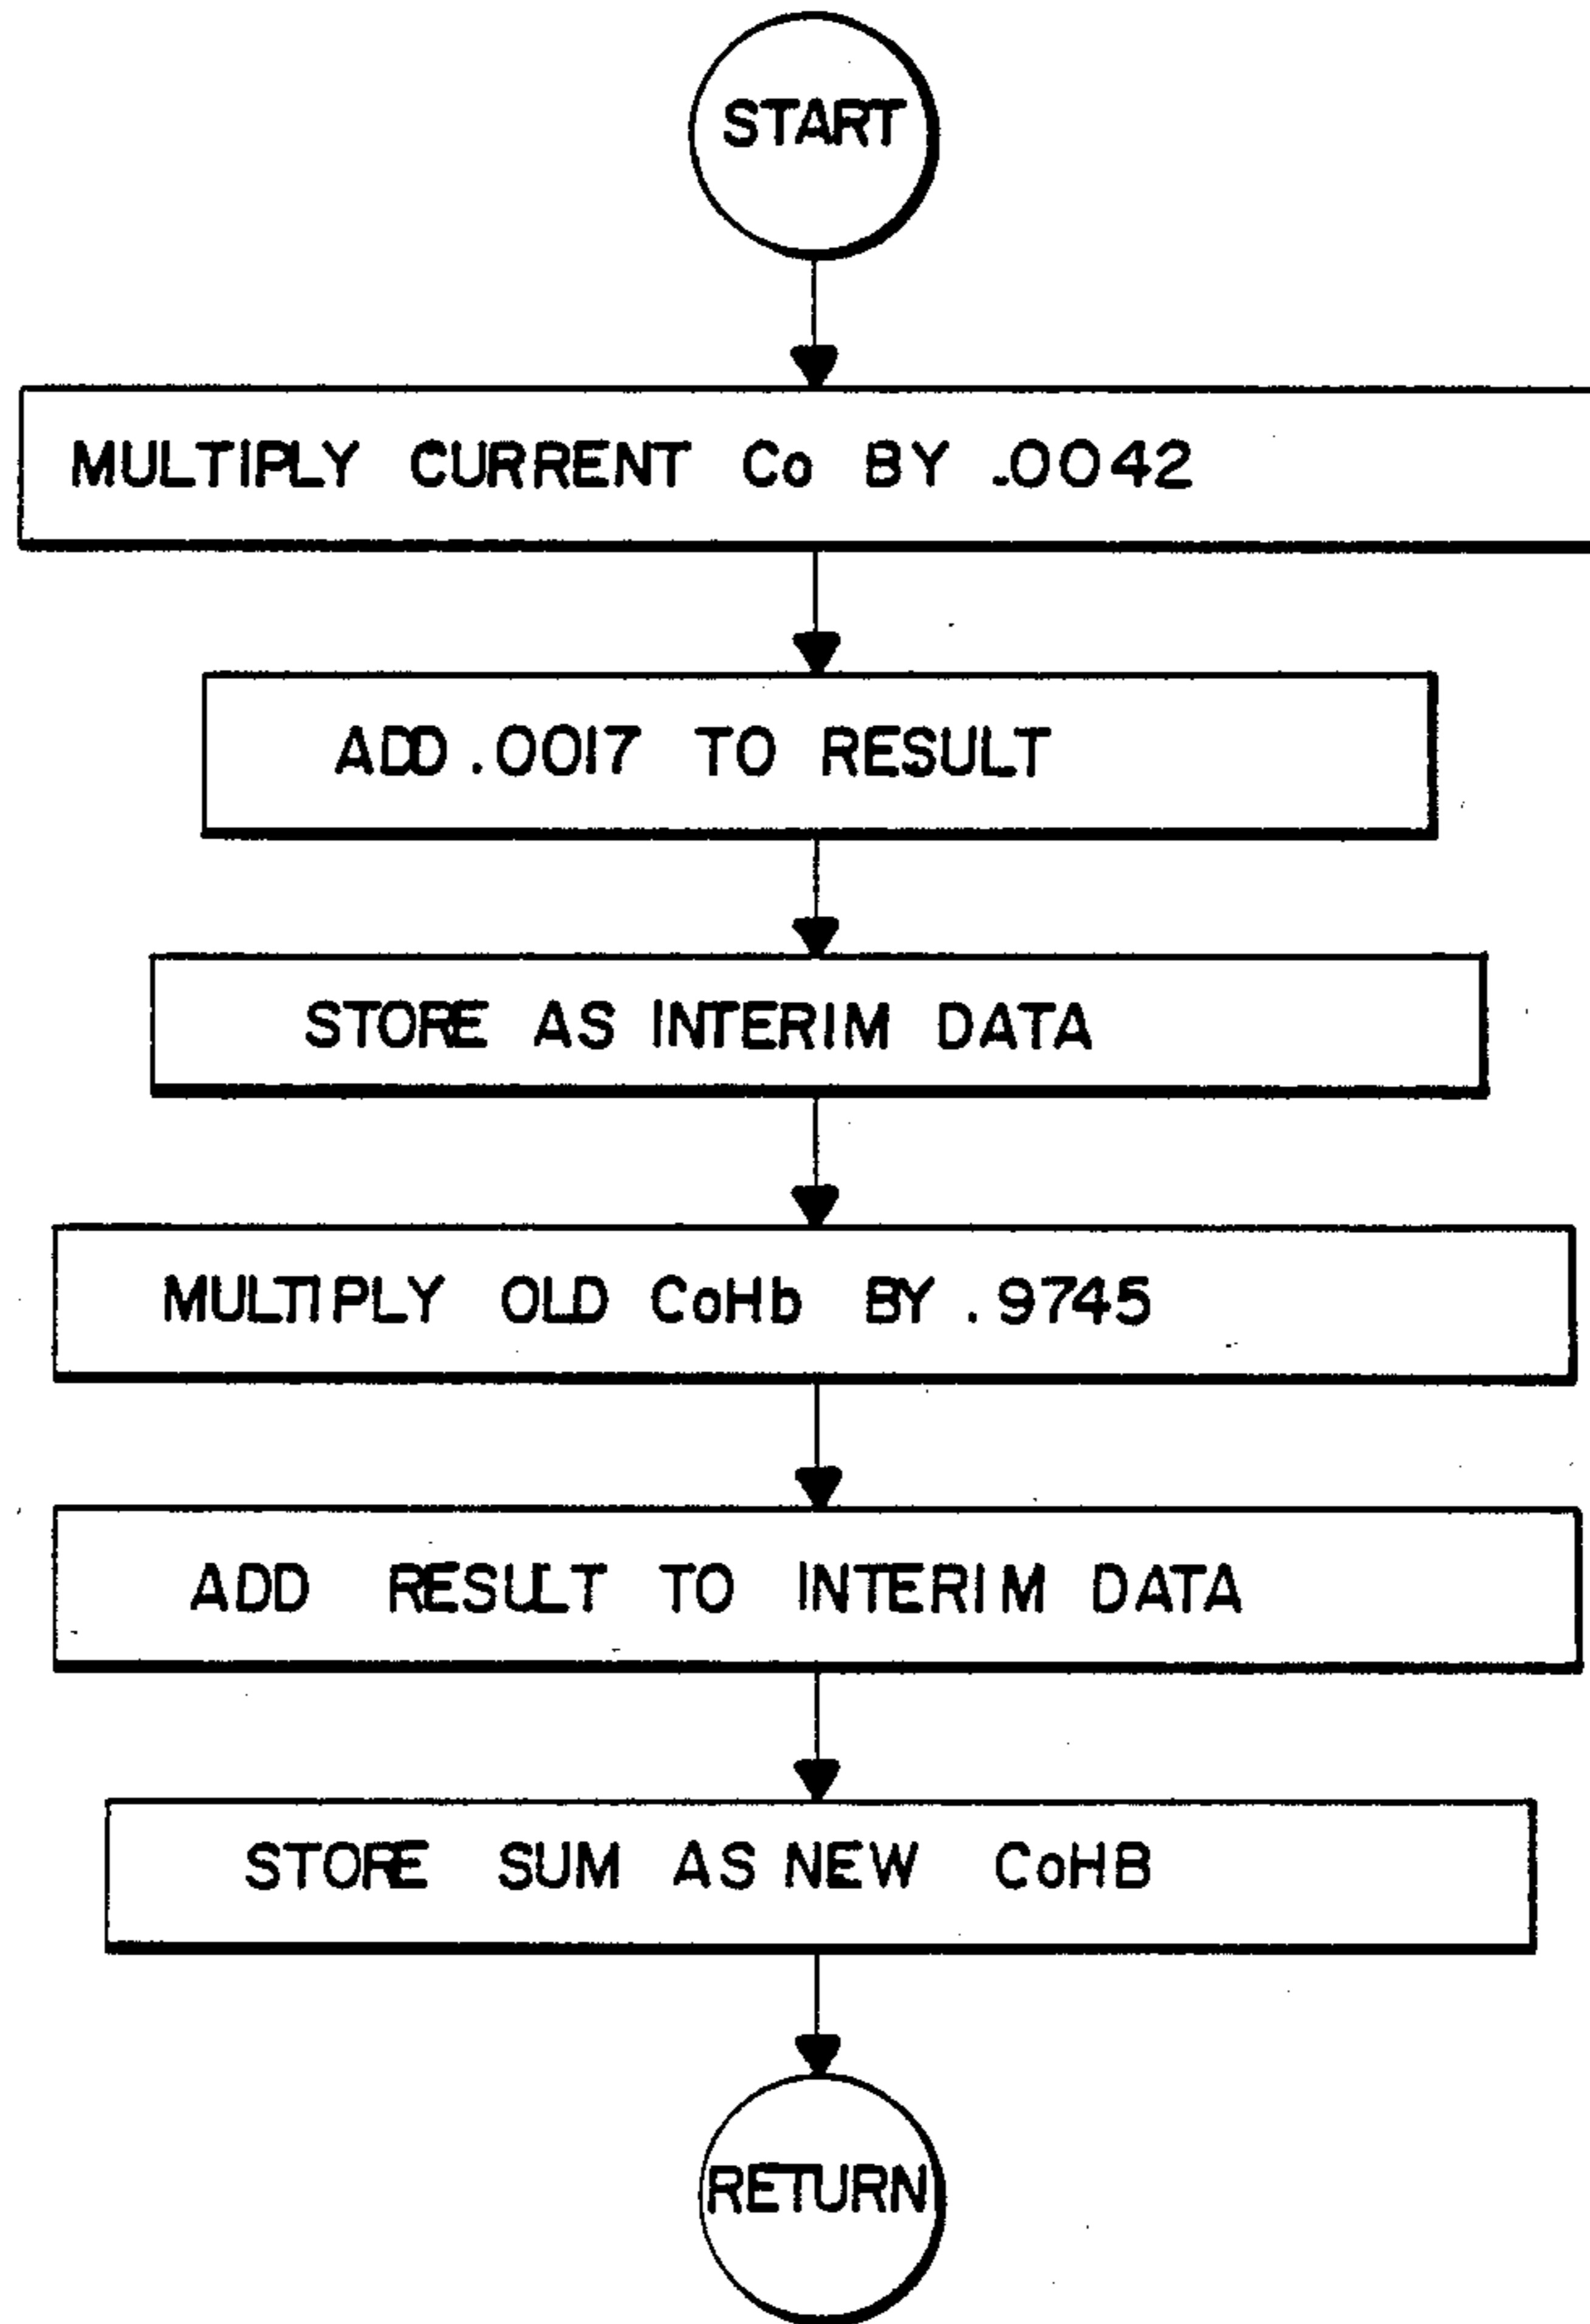 START
MULTIPLY CURRENT Co BY .0042
ADD .0017 TO RESULT
STORE AS INTERIM DATA
MULTIPLY OLD CoHb BY .9745
ADD RESULT TO INTERIM DATA
STORE SUM AS NEW CoHB
RETURN